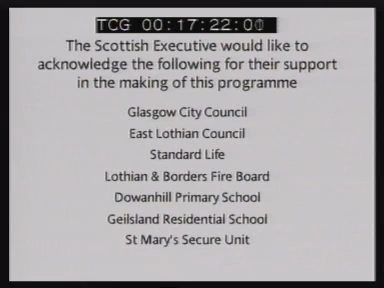 TCG 00:17:22:00
The Scottish Executive would like to
acknowledge the following for their support
in the making of this programme
Glasgow City Council
East Lothian Council
Standard Life
Lothian & Borders Fire Board
Dowanhill Primary School
Geilsland Residential School
St Mary's Secure Unit